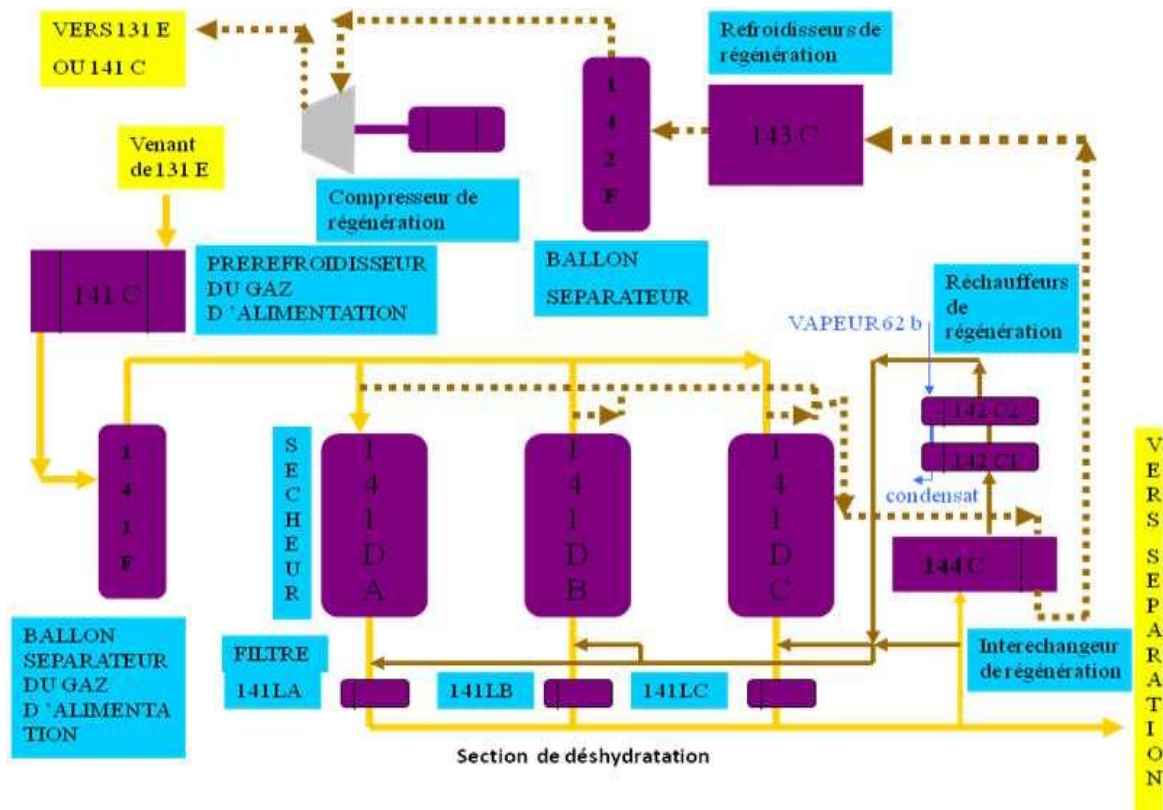 VERS 131 E
OU 141 C
Refroidisseurs de
régénération
1
4
2
F
143 C
Venant
de 131 E
Compresseur de
régénération
141 C
PREREFROIDISSEUR
DU GAZ
D ’ALIMENTATION
BALLON
SEPARATEUR
Réchauffeurs
de
régénération
VAPEUR 62 b
142 C2
142 C1
condensat
1
4
1
F
S
E
C
H
E
U
R
1
4
1
D
A
1
4
1
D
B
1
4
1
D
C
144 C
V
E
R
S
S
E
P
A
R
A
T
I
O
N
BALLON
SEPARATEUR
DU GAZ
D ’ALIMENTA
TION
FILTRE
141LA
141LB
141LC
Interechangeur
de régénération
Section de déshydratation